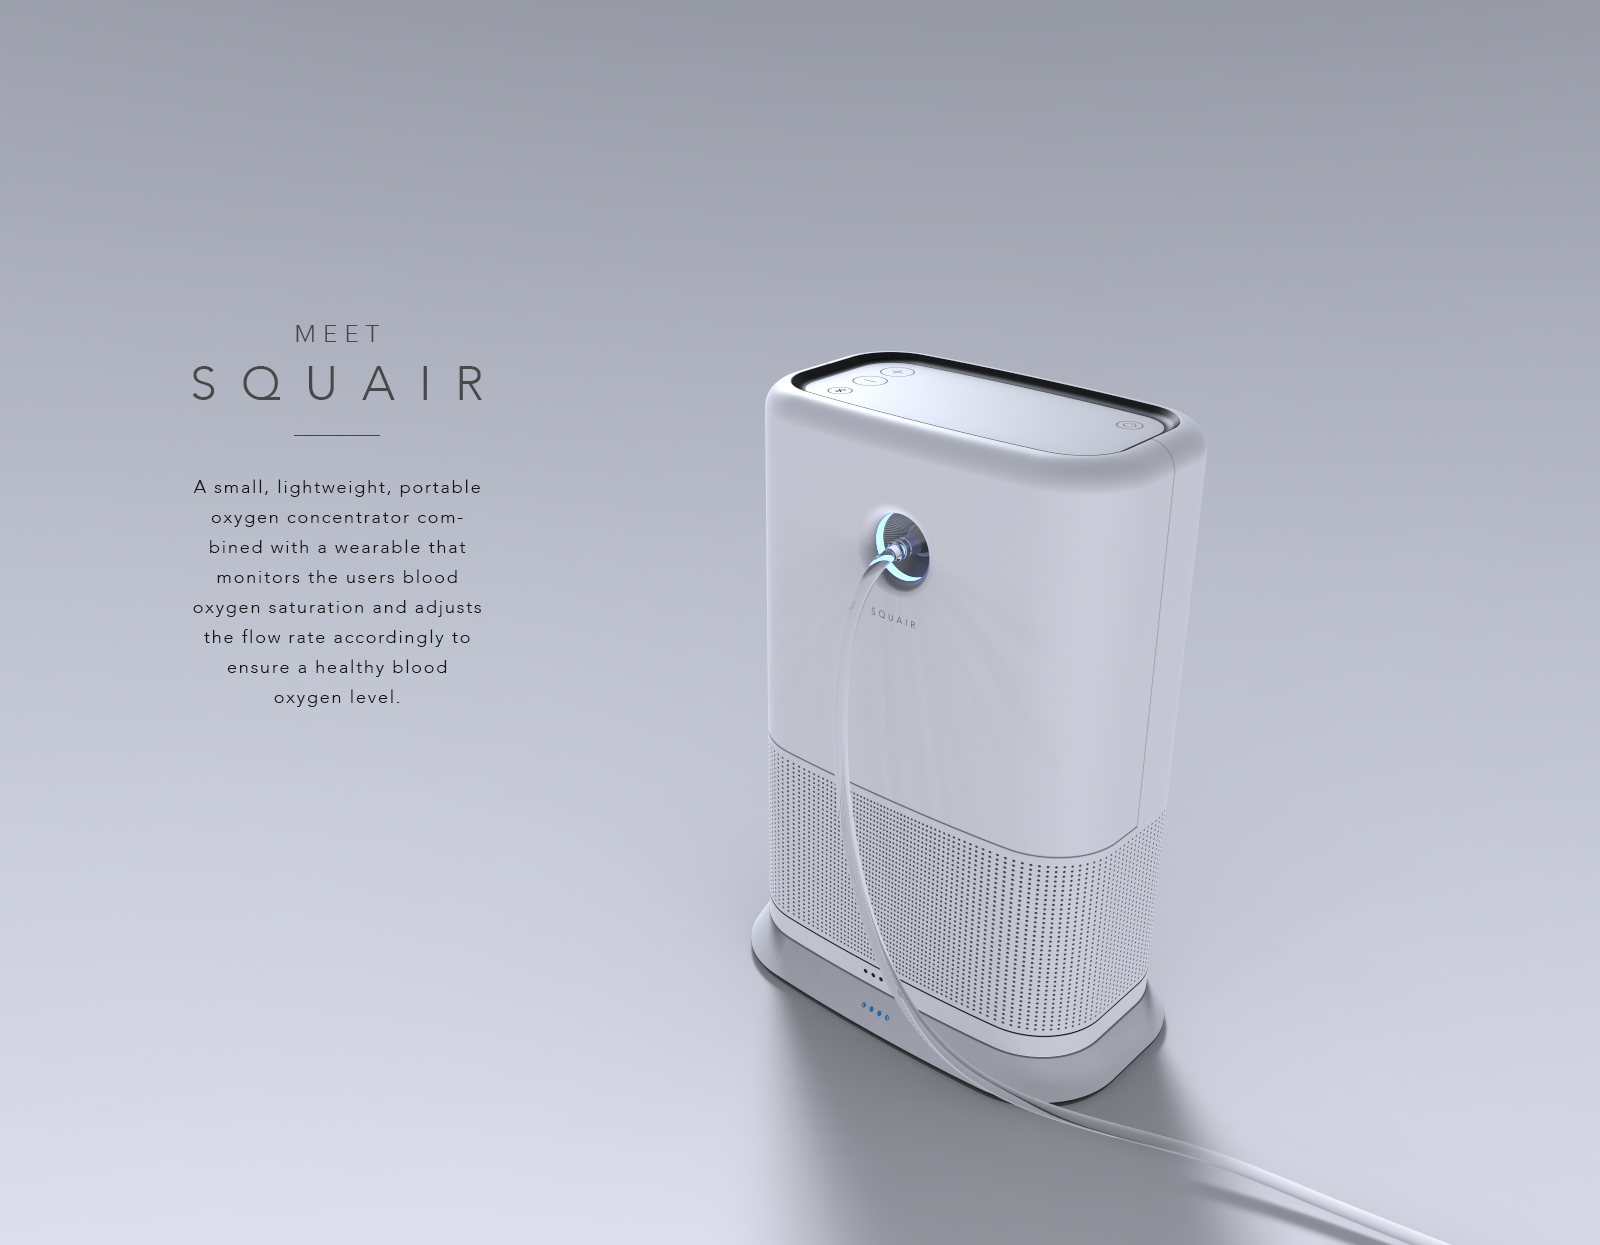 MEET
SQUAIR
A small, lightweight, portable
oxygen concentrator com-
bined with a wearable that
monitors the users blood
oxygen saturation and adjusts
the flow rate accordingly to
ensure a healthy blood
oxygen level.
SQUAIR